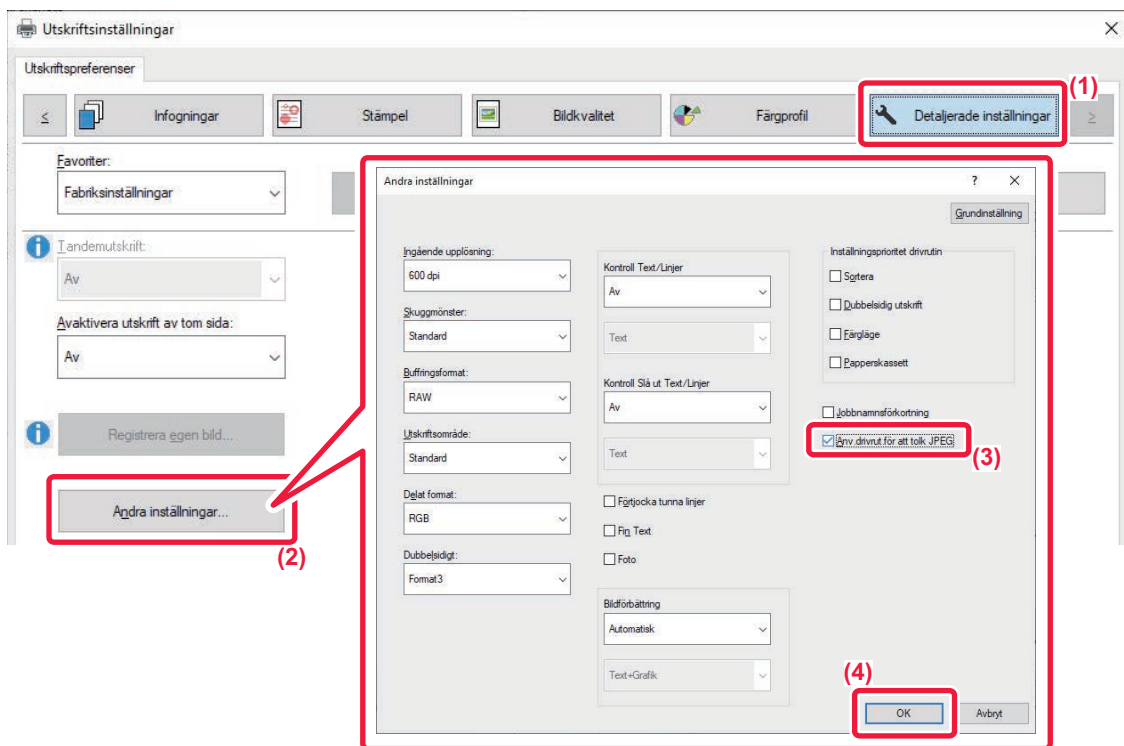 Utskriftsinställningar
Utskriftspreferenser
(1)
≤ Infogningar Stämpel Bildkvalitet Färgprofil Detaljerade inställningar ≥
Favoriter:
Fabriksinställningar
Tandemutskrift:
Av
Avaktivera utskrift av tom sida:
Av
Registrera egen bild...
Andra inställningar...
(2)
Andra inställningar ?
Grundinställning
Ingående upplösning:
600 dpi
Skuggmönster:
Standard
Buffringsformat:
RAW
Utskriftsområde:
Standard
Delat format:
RGB
Dubbelsidigt:
Format3
Kontroll Text/Linjer
Av
Text
Kontroll Slå ut Text/Linjer
Av
Text
Förtjocka tunna linjer
Fin Text
Foto
Bildförbättring
Automatisk
Text+Grafik
Inställningsprioritet drivrutin
Sortera
Dubbelsidig utskrift
Färgläge
Papperskassett
Jobbnamnsförkortning
Anv.drivrut.för att tolk JPEG
(3)
(4)
OK Avbryt